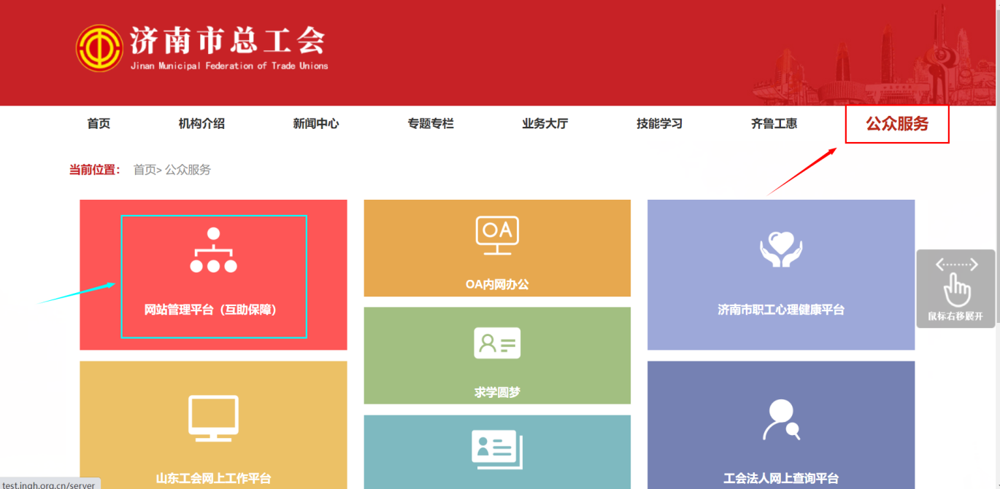 济南市总工会
Jinan Municipal Federation of Trade Unions
首页 机构介绍 新闻中心 专题专栏 业务大厅 技能学习 齐鲁工惠 公众服务
当前位置： 首页> 公众服务
网站管理平台（互助保障）
OA
OA内网办公
济南市职工心理健康平台
求学圆梦
鼠标右移展开
山东工会网上工作平台
工会法人网上查询平台
test.jngh.org.cn/server